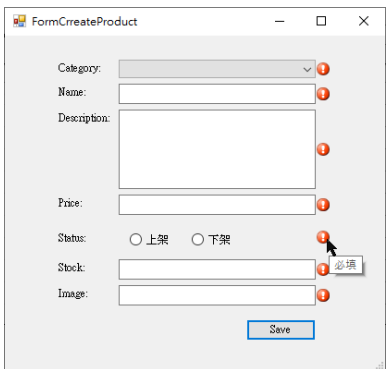 FormCrreateProduct
Category:
Name:
Description:
Price:
Status: 上架 下架
必填
Stock:
Image:
Save